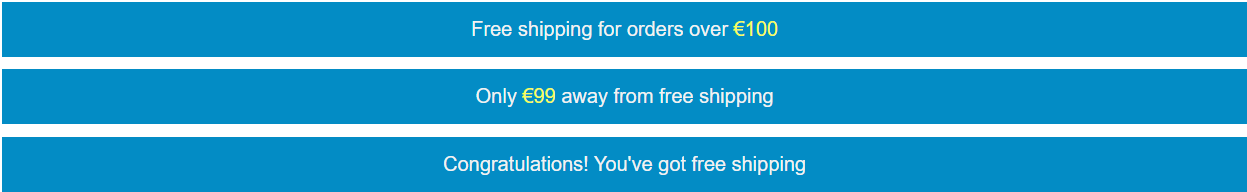 Free shipping for orders over €100
Only €99 away from free shipping
Congratulations! You've got free shipping